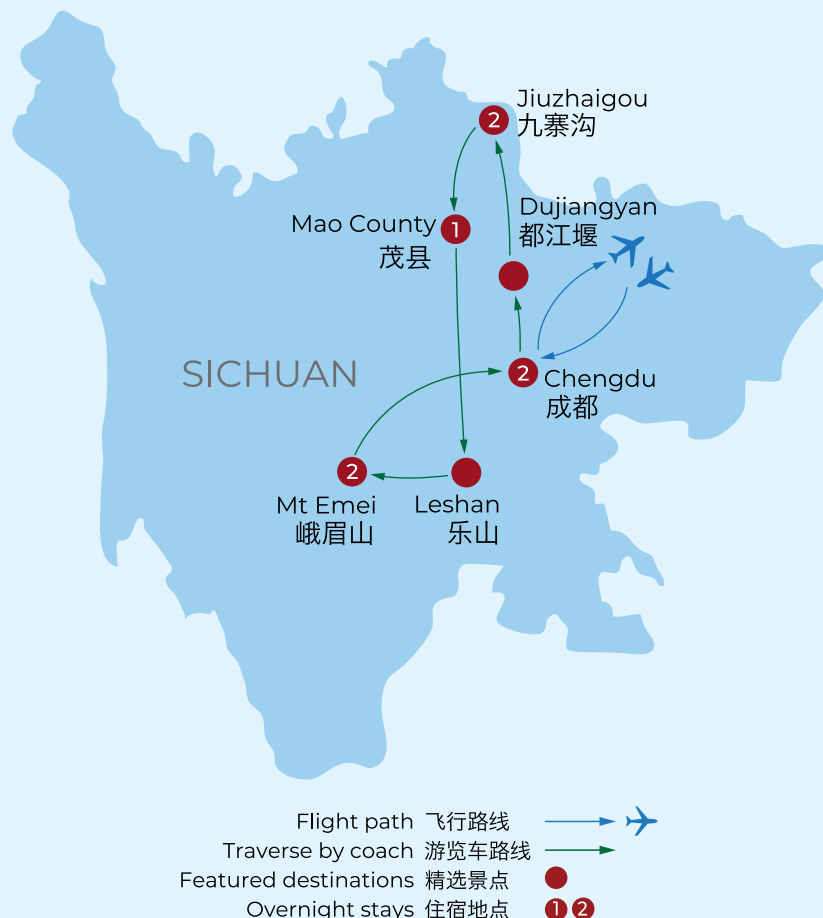 Jiuzhaigou
九寨沟
2
Dujiangyan
都江堰
Mao County
1
茂县
SICHUAN
2
Chengdu
成都
2
Mt Emei
峨眉山
Leshan
乐山
Flight path 飞行路线
Traverse by coach 游览车路线
Featured destinations 精选景点
Overnight stays 住宿地点 1 2